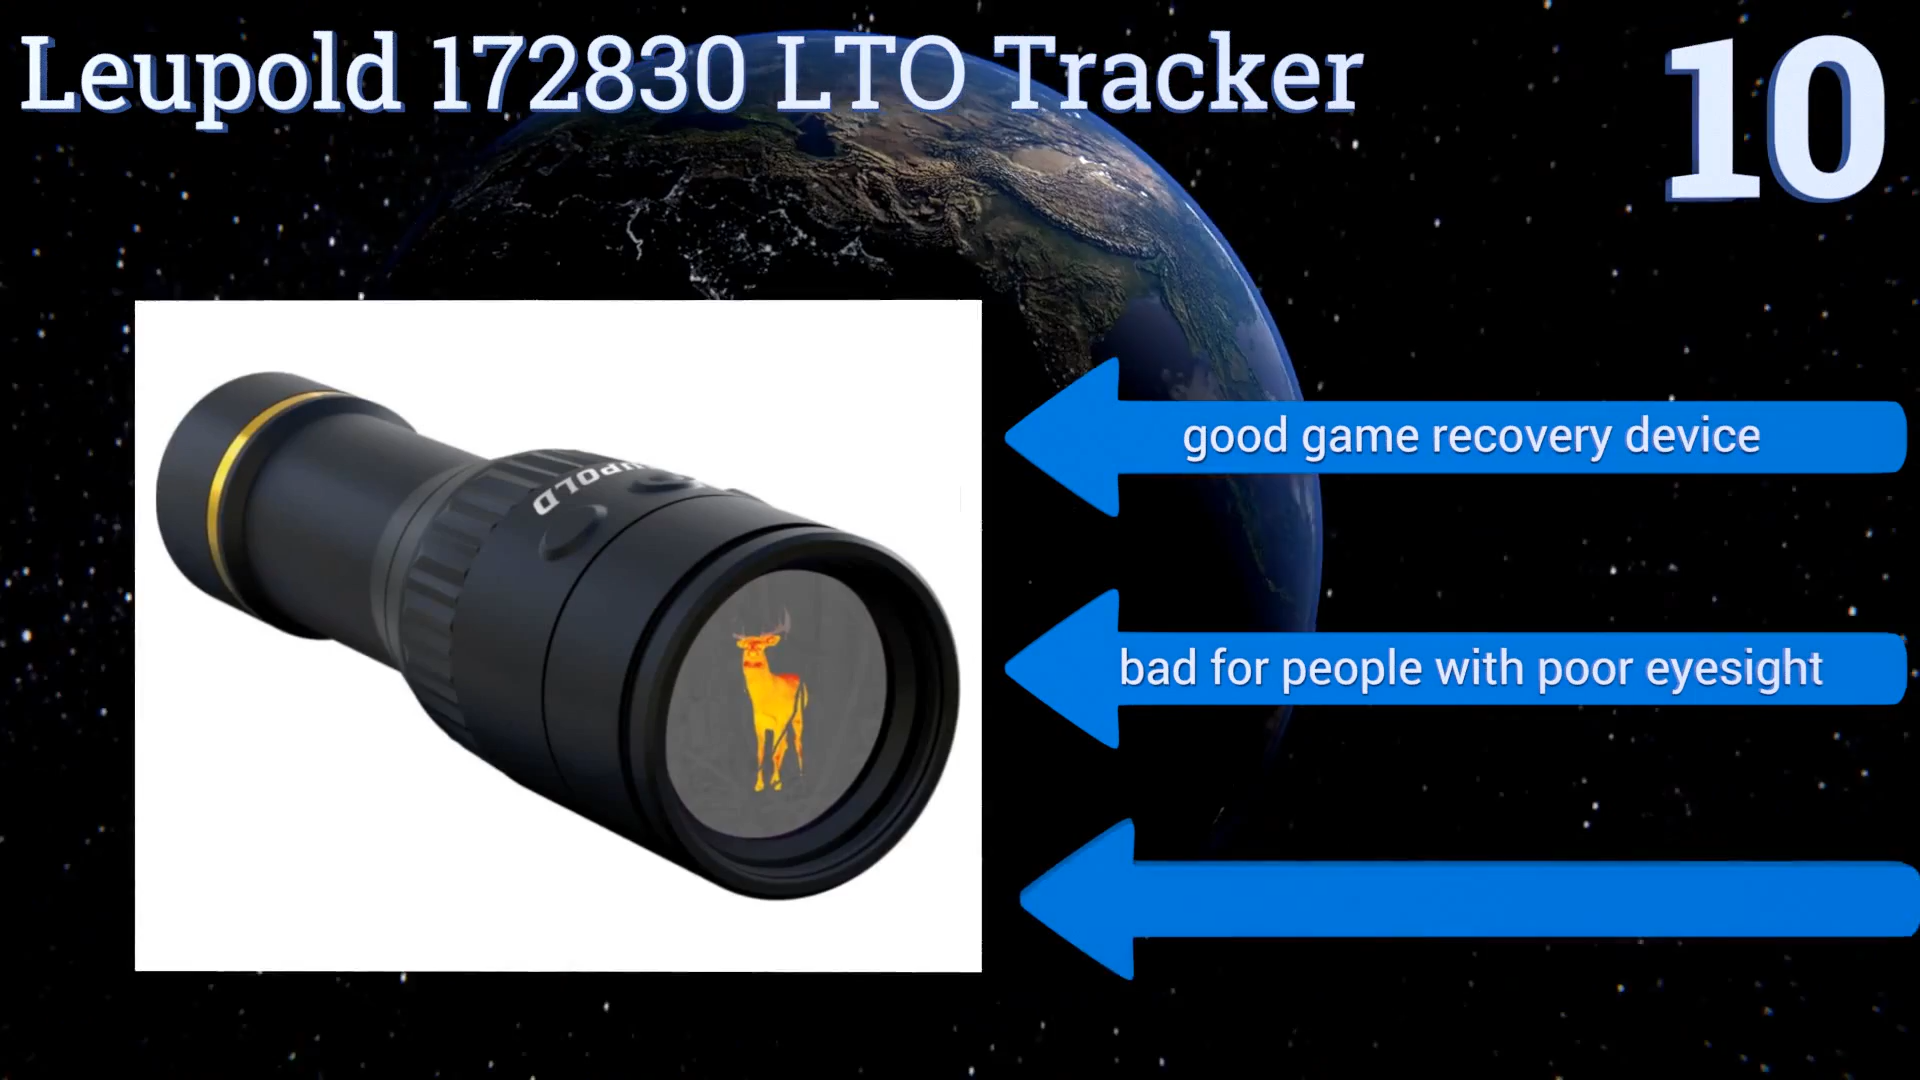 Leupold 172830 LTO Tracker
10
good game recovery device
bad for people with poor eyesight